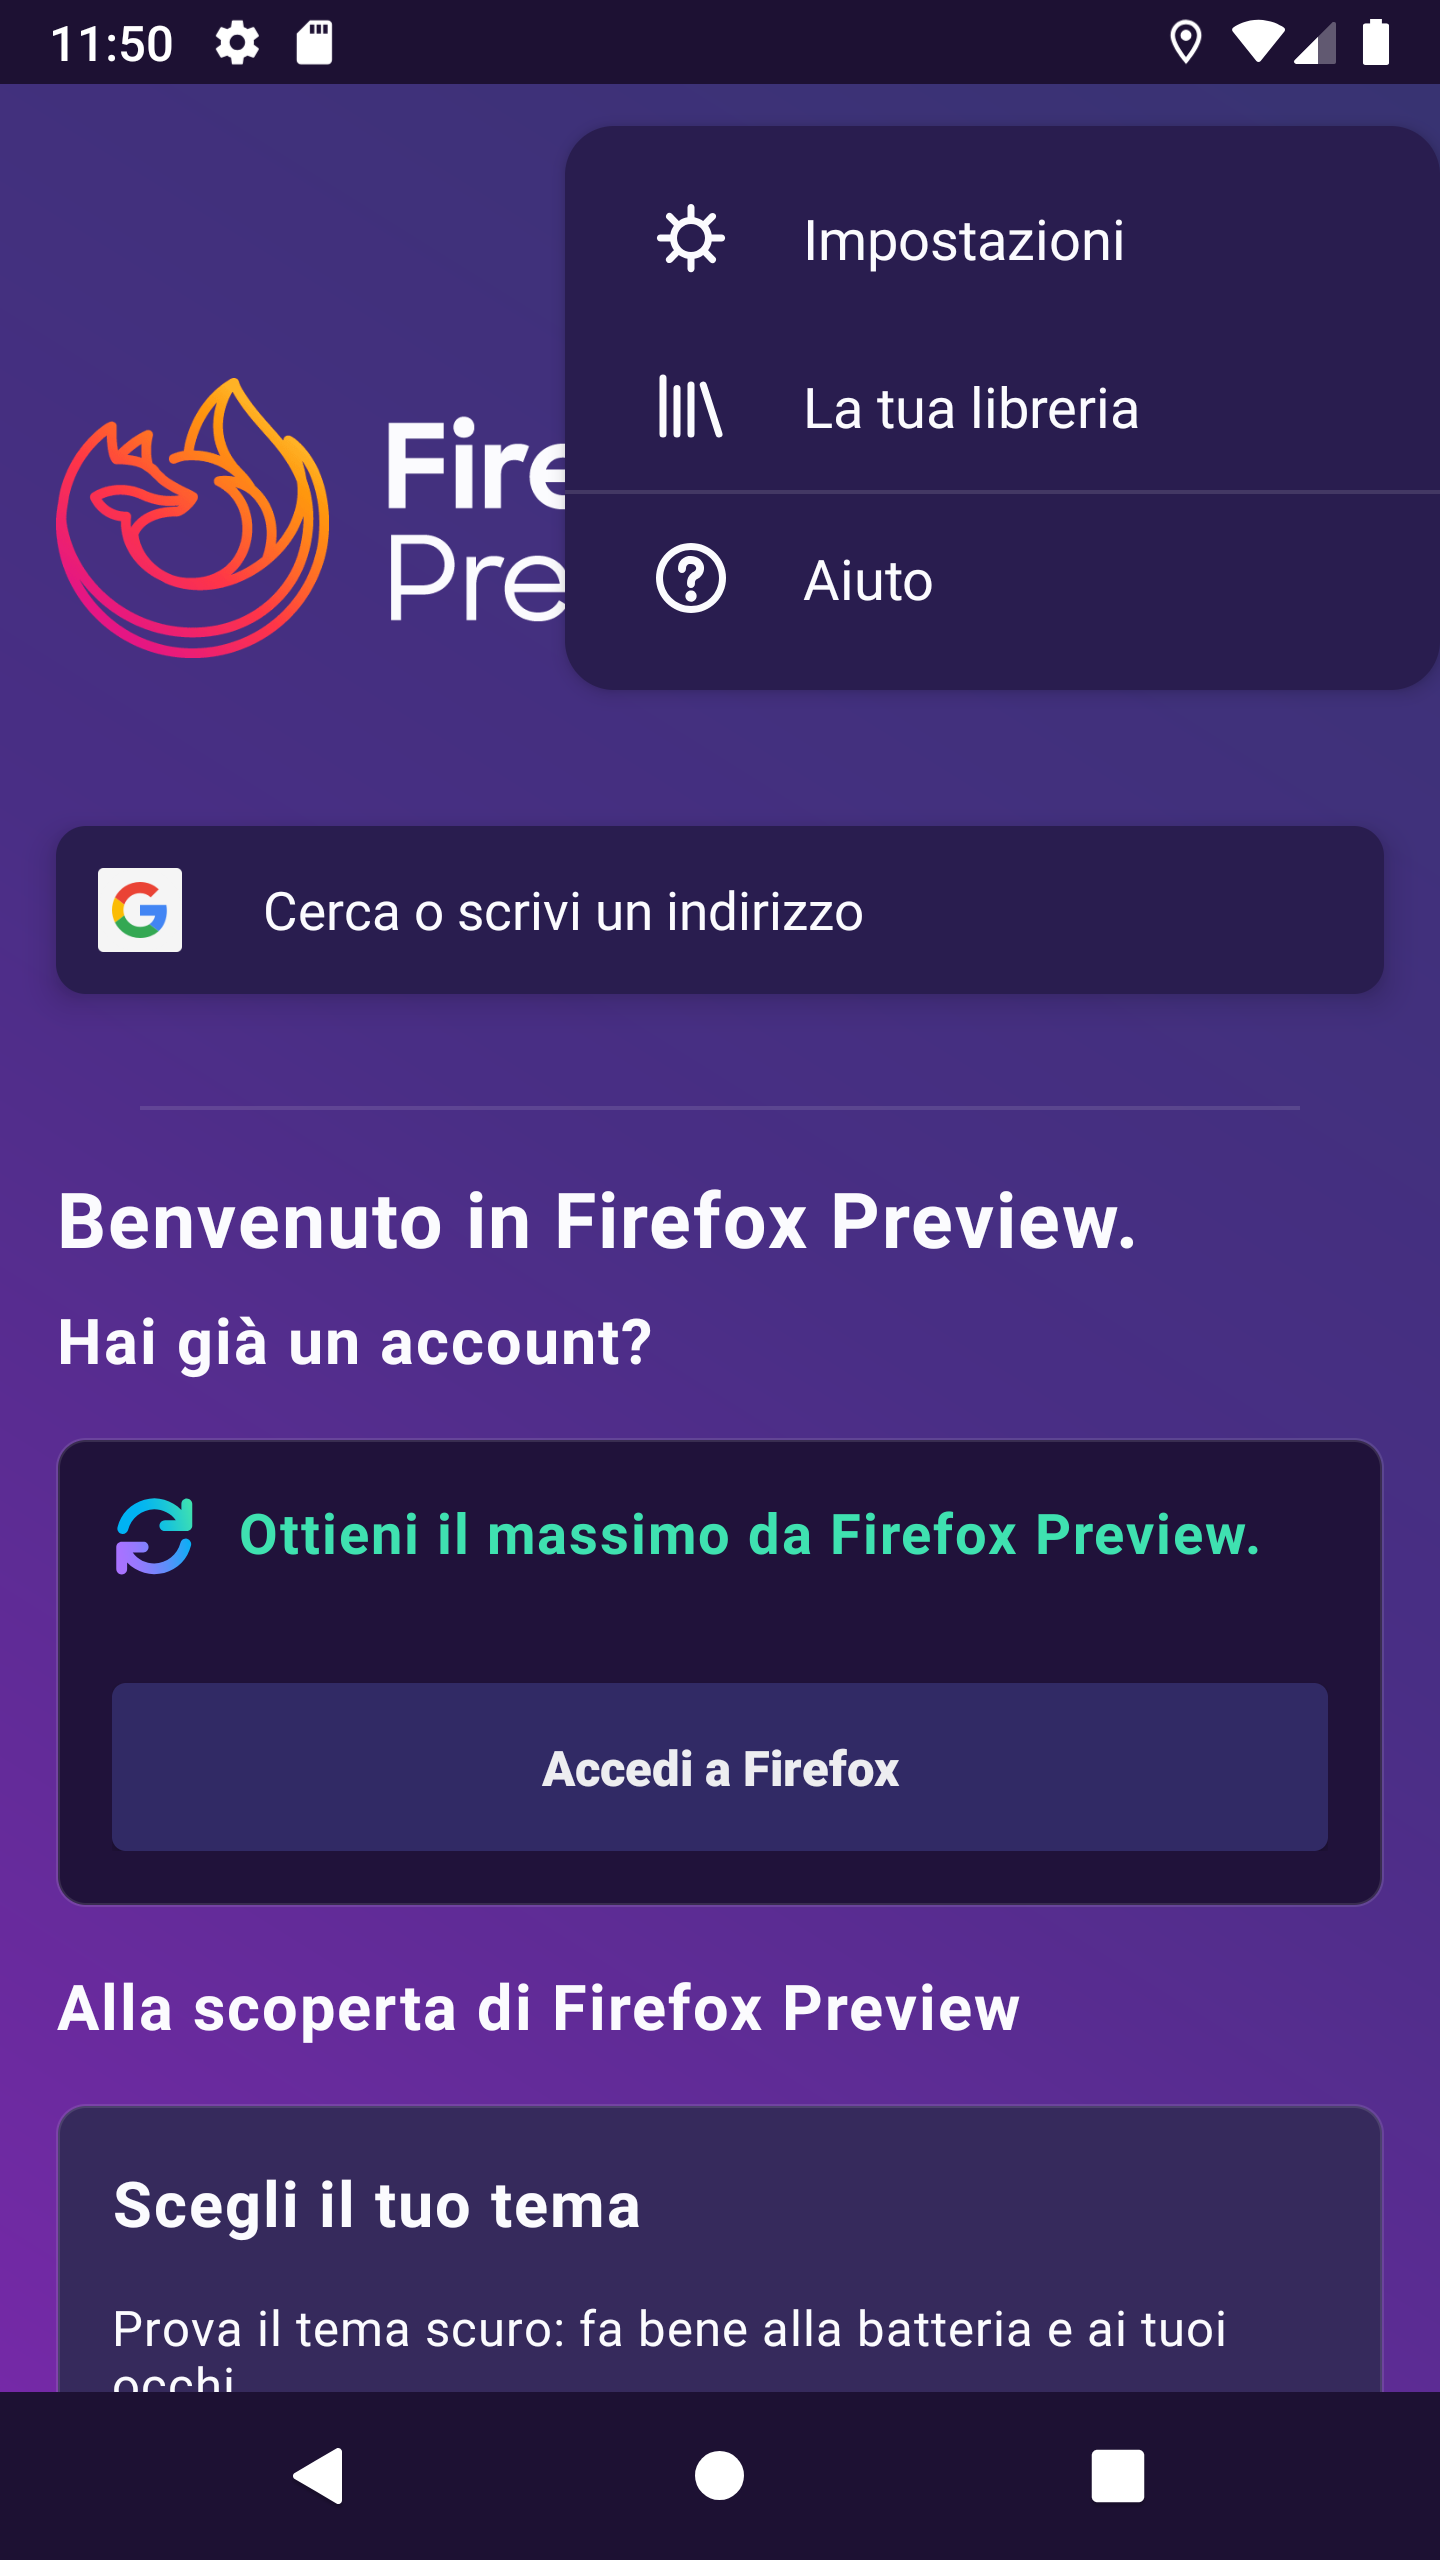 11:50
Impostazioni
La tua libreria
Aiuto
Fire
Pre
Cerca o scrivi un indirizzo
Benvenuto in Firefox Preview.
Hai già un account?
Ottieni il massimo da Firefox Preview.
Accedi a Firefox
Alla scoperta di Firefox Preview
Scegli il tuo tema
Prova il tema scuro: fa bene alla batteria e ai tuoi
occhi